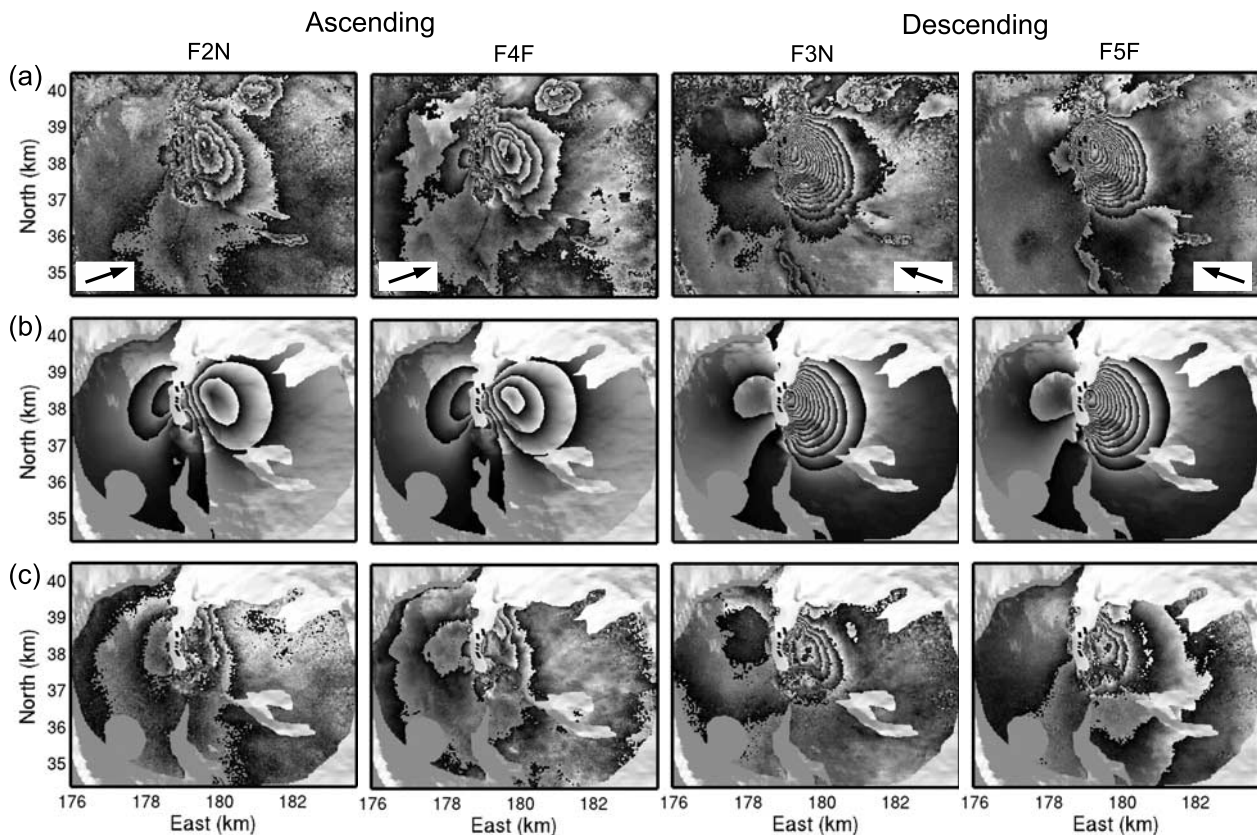 Ascending Descending
F2N F4F F3N F5F
(a)
North (km)
40
39
38
37
36
35
(b)
North (km)
40
39
38
37
36
35
(c)
North (km)
40
39
38
37
36
35
176 178 180 182 176 178 180 182 176 178 180 182 176 178 180 182
East (km) East (km) East (km) East (km)